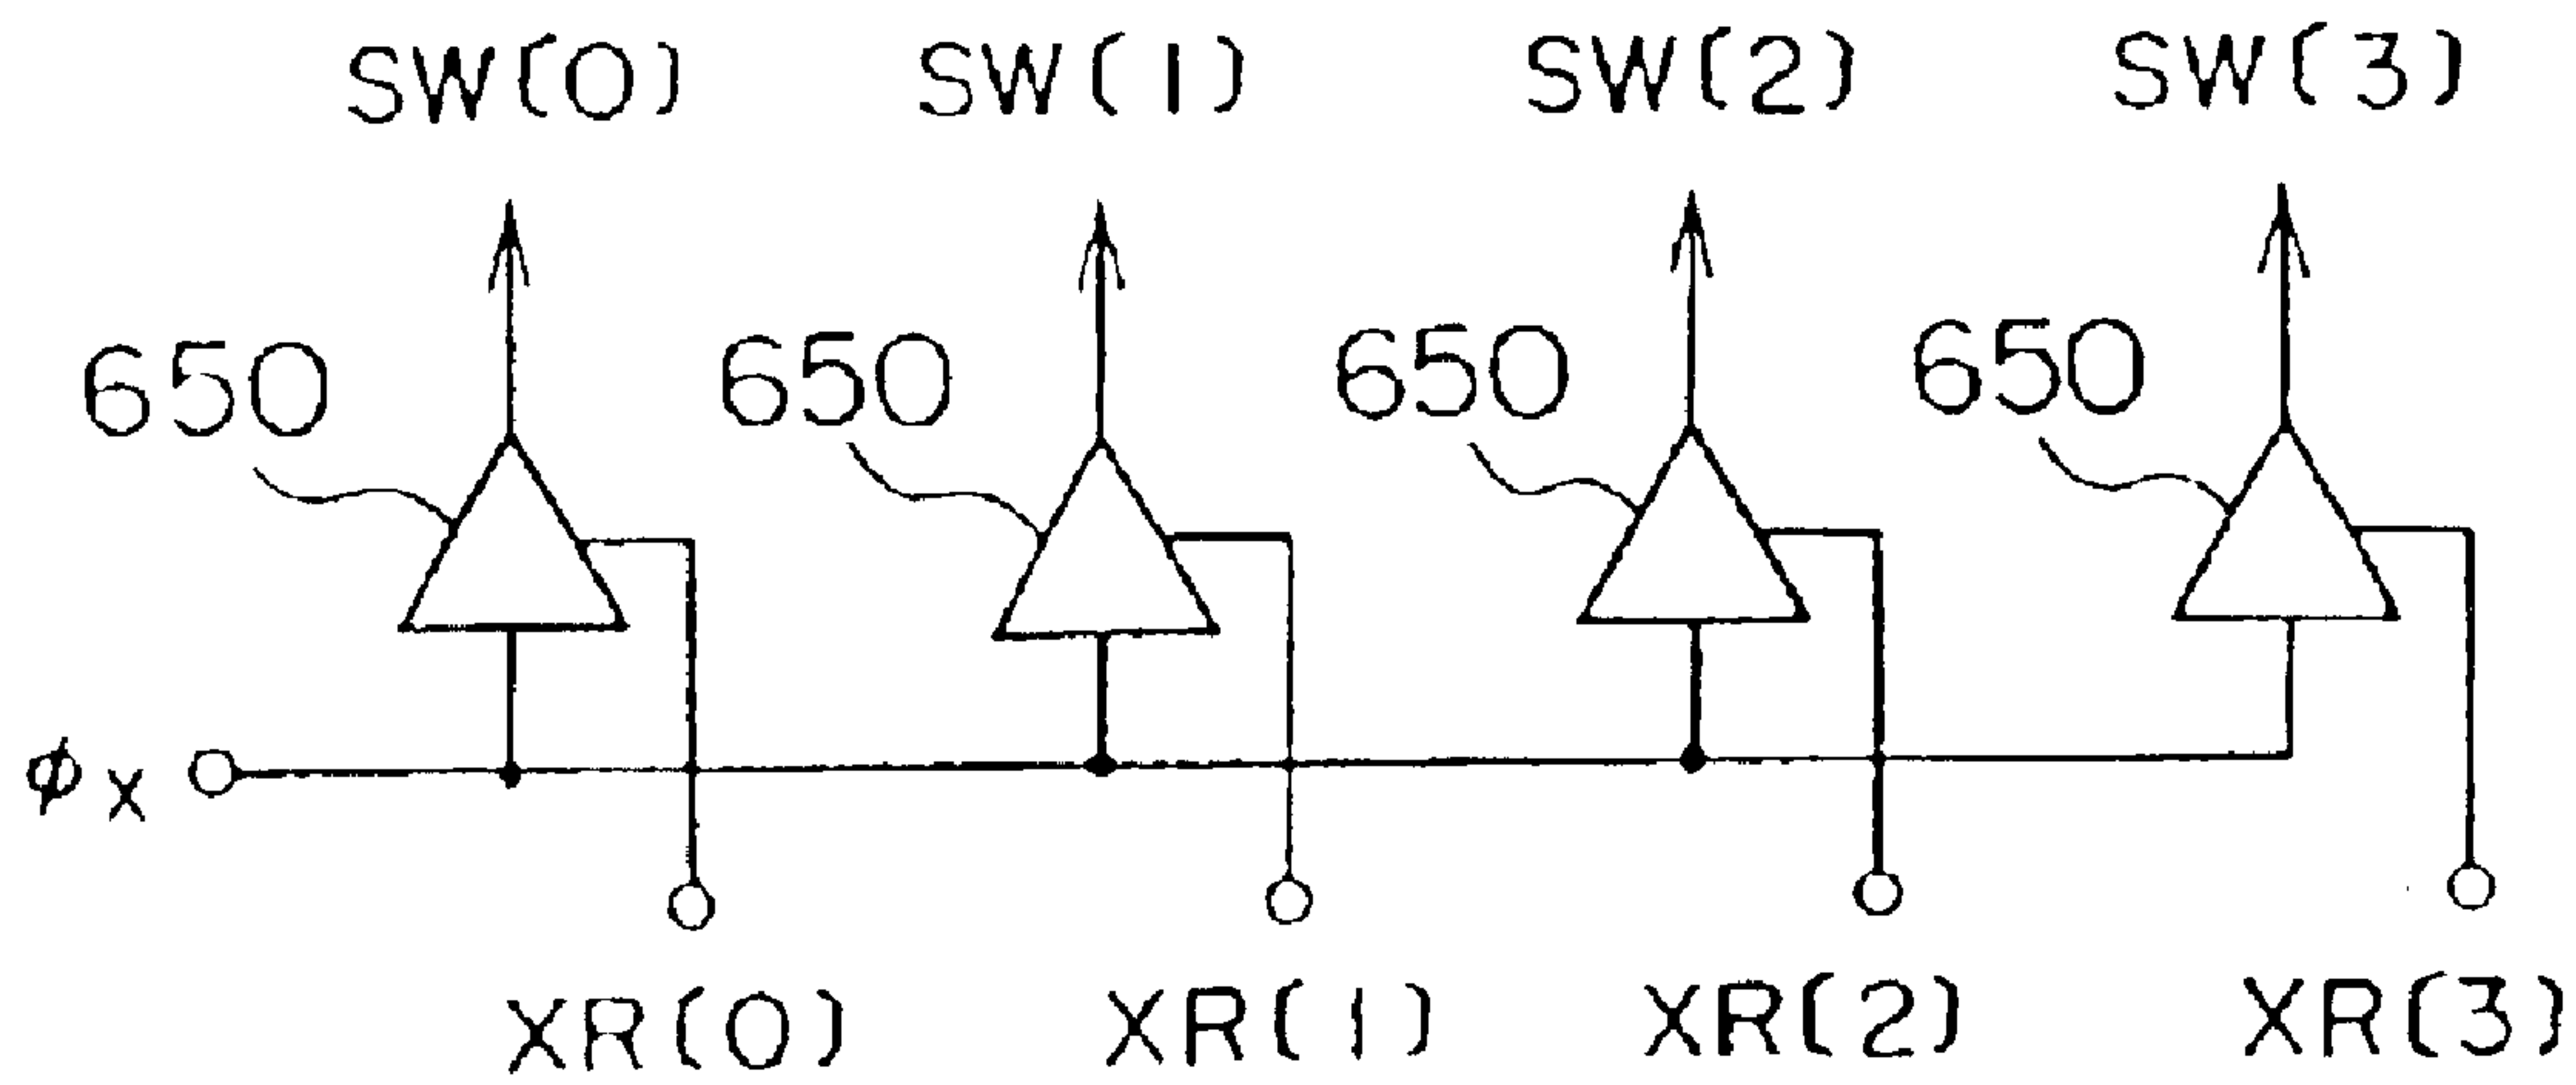 SW(0) SW(1) SW(2) SW(3)
650 650 650 650
ϕx
XR(0) XR(1) XR(2) XR(3)